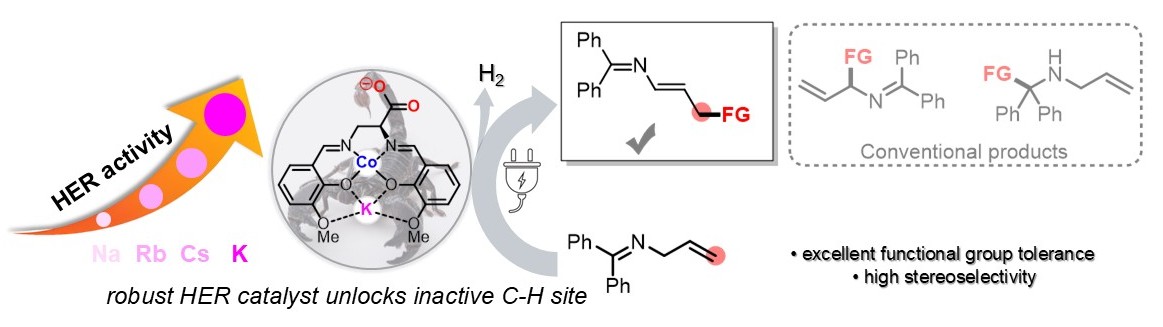 HER activity
Na Rb Cs K
⊖O
O
N
N
Co
O
O
K
O
O
Me
Me
H2
Ph
N
Ph
FG
FG
Ph
N
Ph
H
FG
N
Ph
Ph
Conventional products
Ph
N
Ph
• excellent functional group tolerance
• high stereoselectivity
robust HER catalyst unlocks inactive C-H site